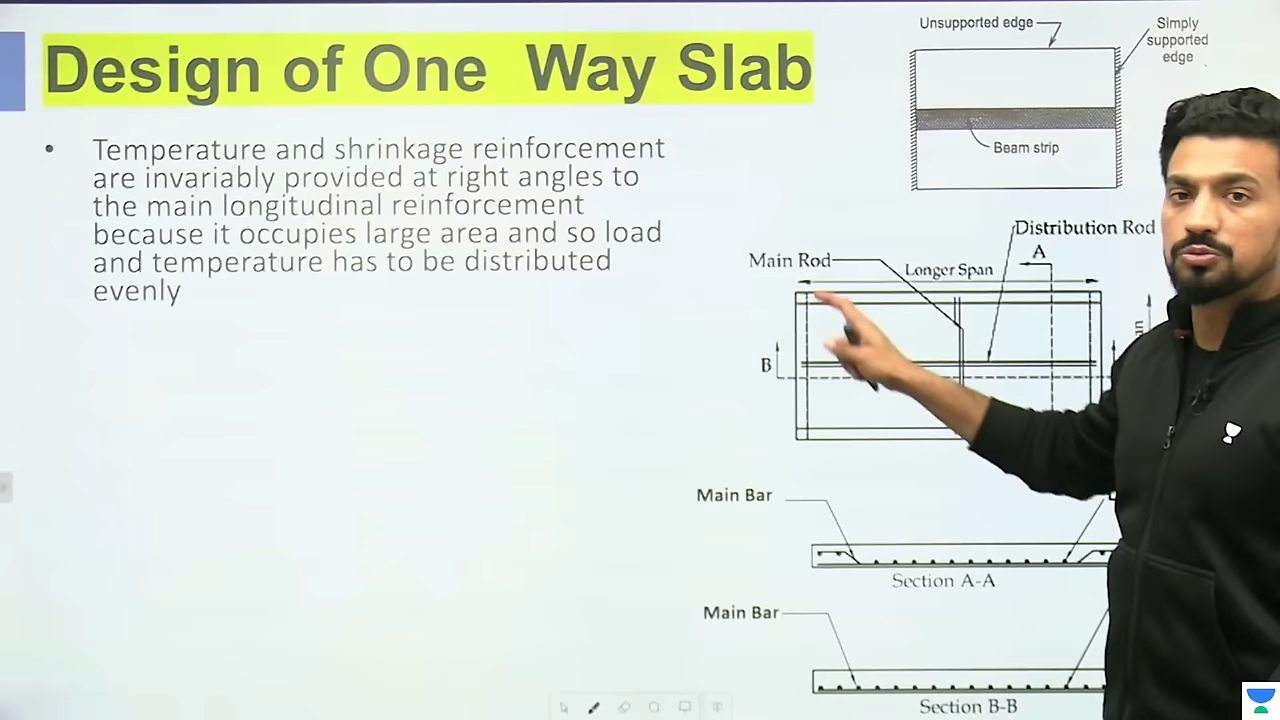 Design of One Way Slab
• Temperature and shrinkage reinforcement
are invariably provided at right angles to
the main longitudinal reinforcement
because it occupies large area and so load
and temperature has to be distributed
evenly
Unsupported edge
Simply
supported
edge
Beam strip
Distribution Rod
Main Rod
Longer Span
A
B
Main Bar
Section A-A
Main Bar
Section B-B